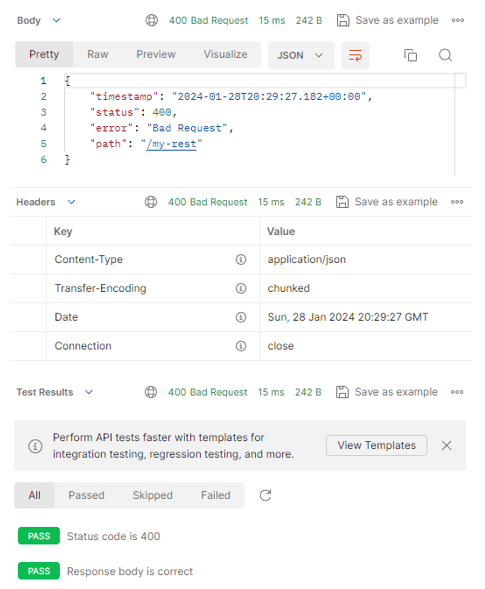 Body 400 Bad Request 15 ms 242 B Save as example
Pretty Raw Preview Visualize JSON
1 {
2 "timestamp": "2024-01-28T20:29:27.182+00:00",
3 "status": 400,
4 "error": "Bad Request",
5 "path": "/my-rest"
6 }
Headers 400 Bad Request 15 ms 242 B Save as example
Key Value
Content-Type application/json
Transfer-Encoding chunked
Date Sun, 28 Jan 2024 20:29:27 GMT
Connection close
Test Results 400 Bad Request 15 ms 242 B Save as example
Perform API tests faster with templates for
integration testing, regression testing, and more.
View Templates
All Passed Skipped Failed
PASS Status code is 400
PASS Response body is correct